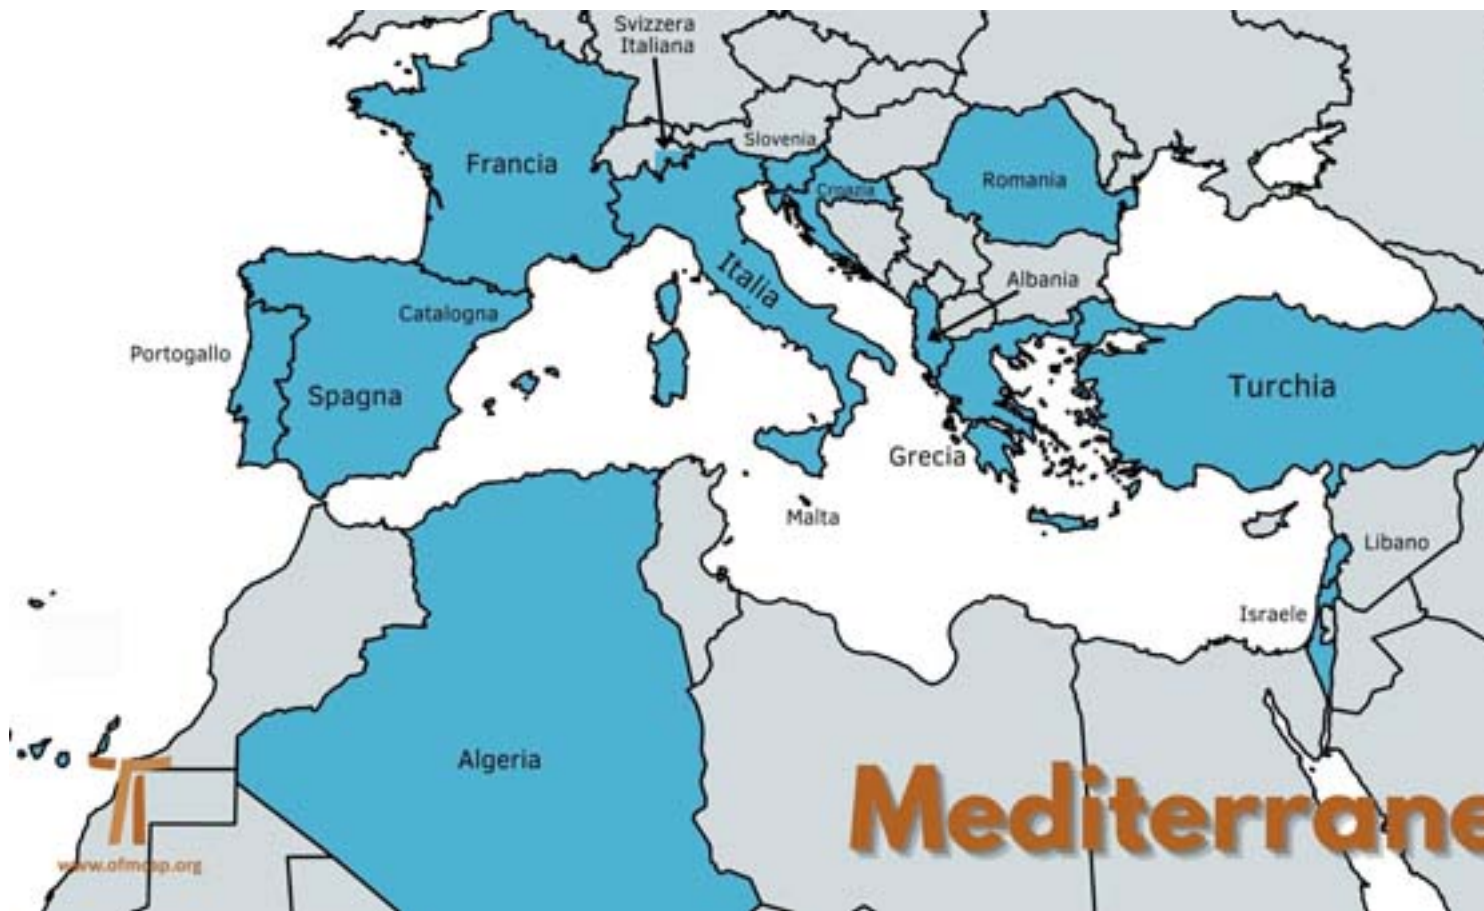 Svizzera
Italiana
Slovenia
Francia
Romania
Croazia
Italia
Albania
Catalogna
Portogallo
Spagna
Turchia
Grecia
Malta
Libano
Israele
Algeria
Mediterrane
www.ofmcap.org